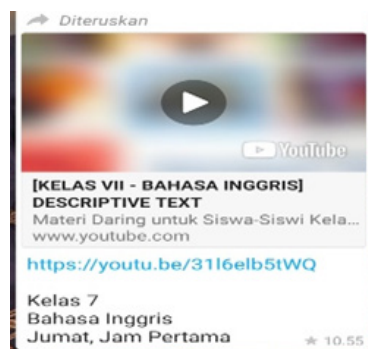 Diteruskan
YouTube
[KELAS VII - BAHASA INGGRIS]
DESCRIPTIVE TEXT
Materi Daring untuk Siswa-Siswi Kela...
www.youtube.com
https://youtu.be/31l6elb5tWQ
Kelas 7
Bahasa Inggris
Jumat, Jam Pertama
10.55